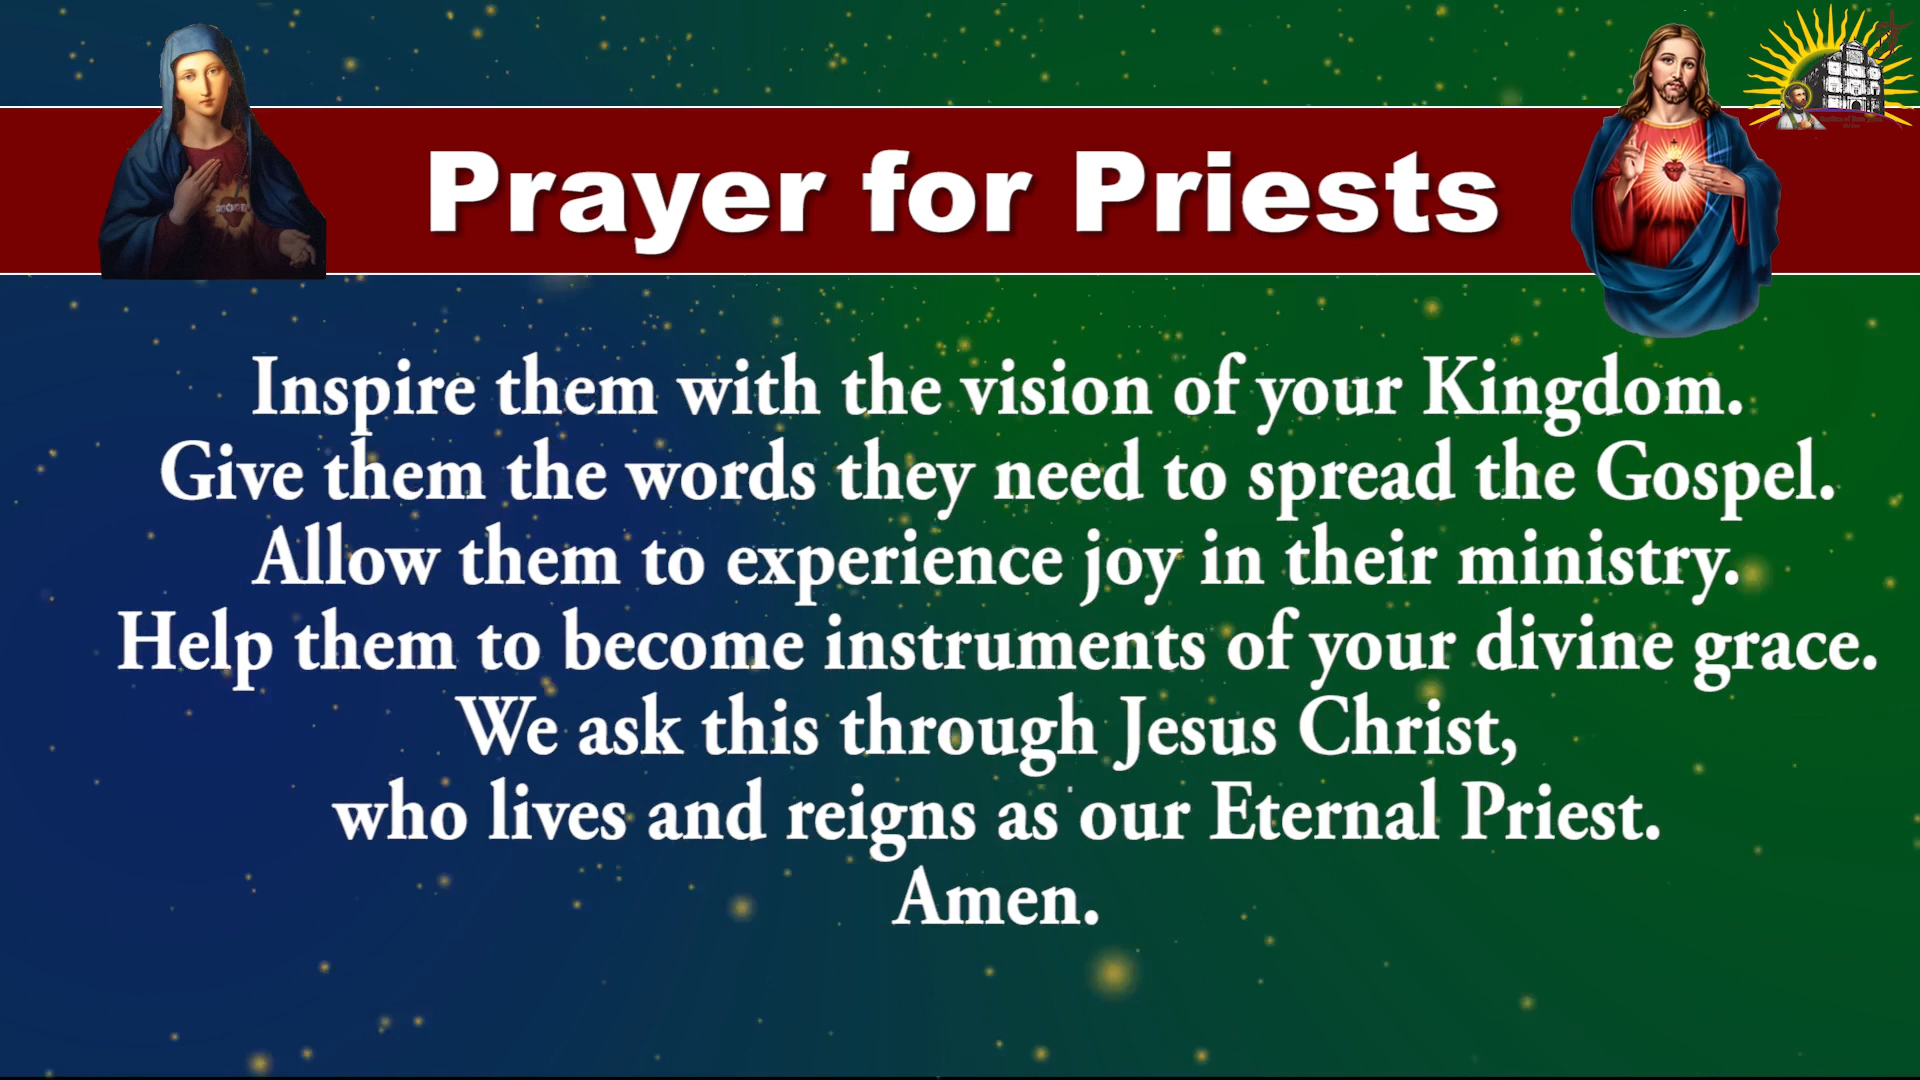 Prayer for Priests
Inspire them with the vision of your Kingdom.
Give them the words they need to spread the Gospel.
Allow them to experience joy in their ministry.
Help them to become instruments of your divine grace.
We ask this through Jesus Christ,
who lives and reigns as our Eternal Priest.
Amen.